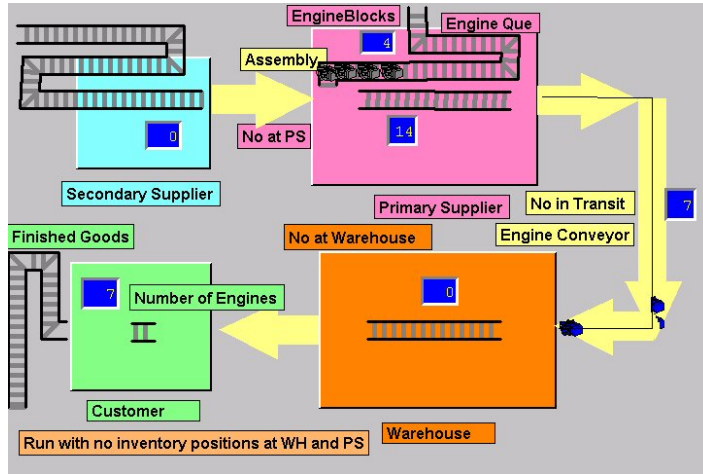 EngineBlocks
Engine Que
4
Assembly
0
No at PS
14
Secondary Supplier
Primary Supplier
No in Transit
7
Finished Goods
No at Warehouse
Engine Conveyor
7
Number of Engines
0
Customer
Warehouse
Run with no inventory positions at WH and PS